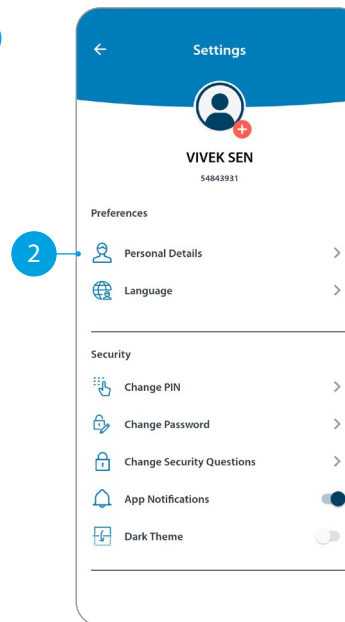 Settings
VIVEK SEN
54843931
Preferences
2
Personal Details
Language
Security
Change PIN
Change Password
Change Security Questions
App Notifications
Dark Theme